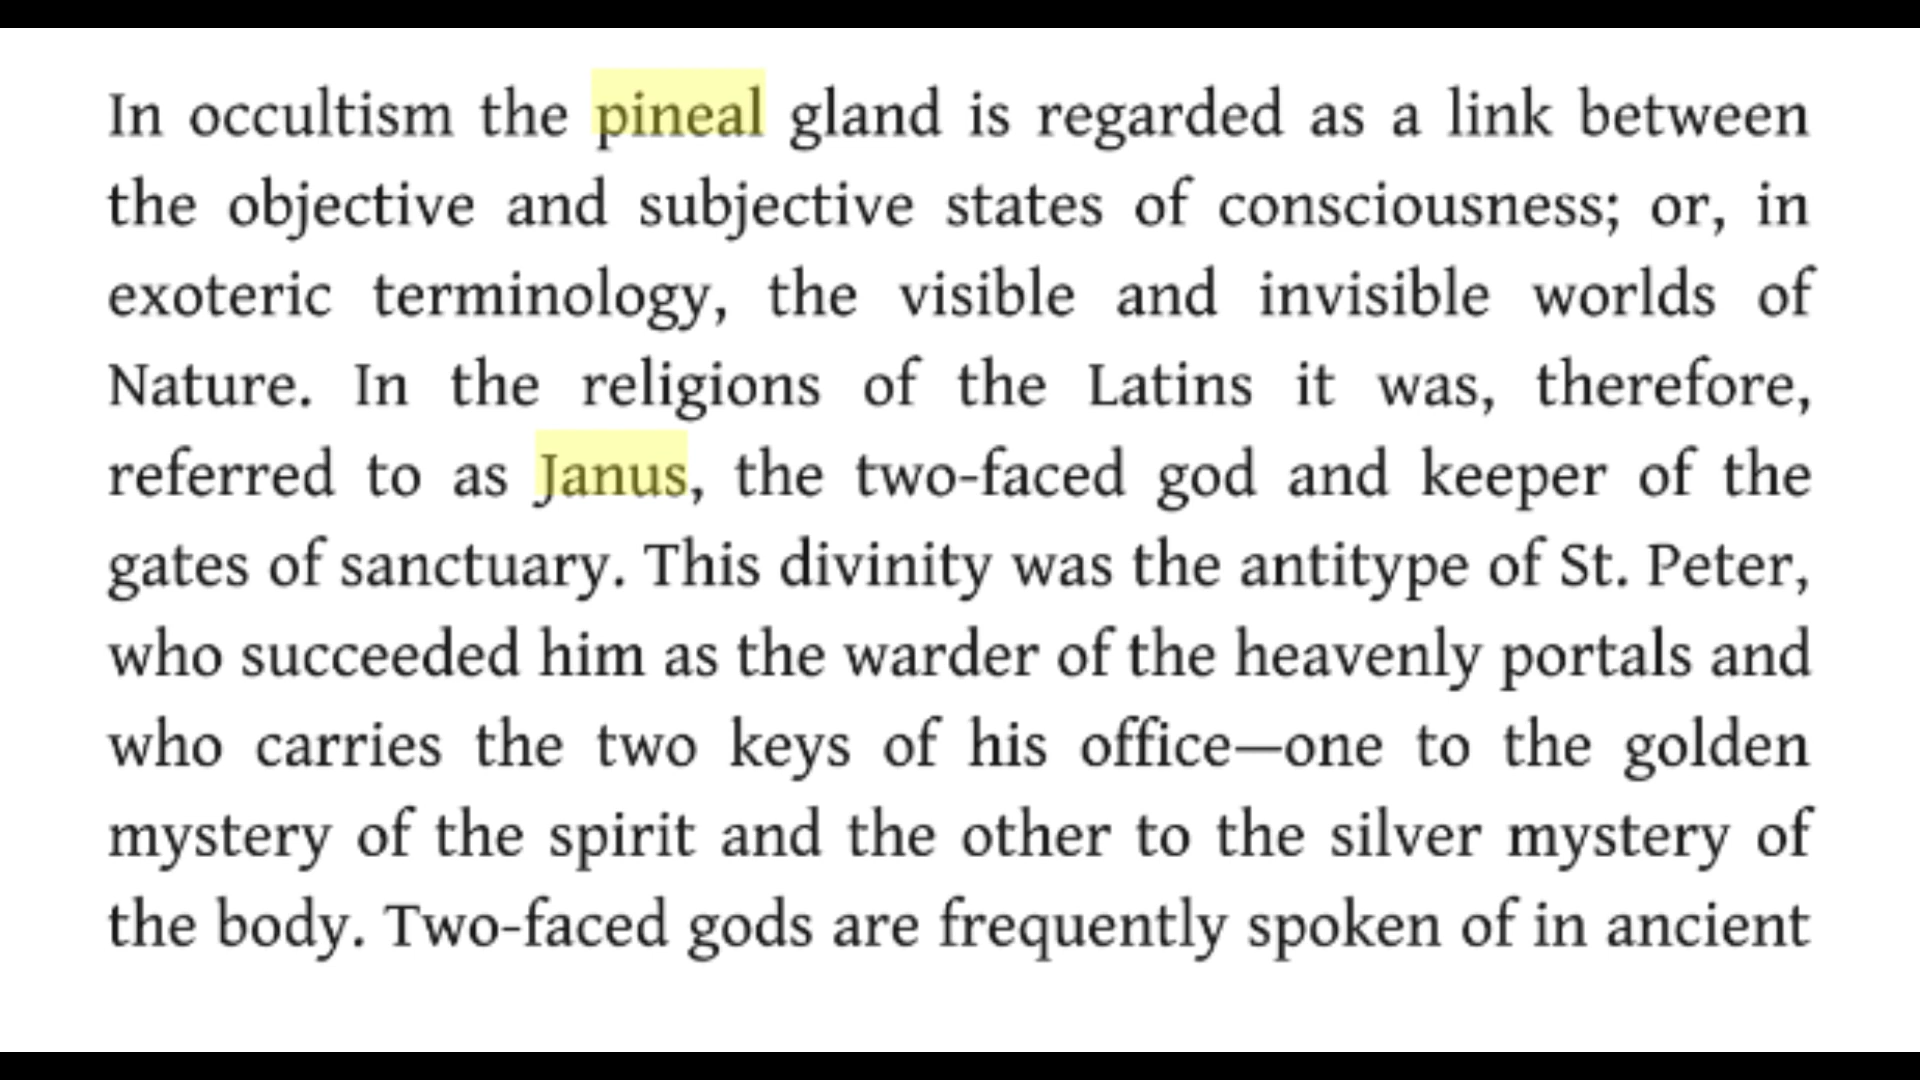 In occultism the pineal gland is regarded as a link between
the objective and subjective states of consciousness; or, in
exoteric terminology, the visible and invisible worlds of
Nature. In the religions of the Latins it was, therefore,
referred to as Janus, the two-faced god and keeper of the
gates of sanctuary. This divinity was the antitype of St. Peter,
who succeeded him as the warder of the heavenly portals and
who carries the two keys of his office—one to the golden
mystery of the spirit and the other to the silver mystery of
the body. Two-faced gods are frequently spoken of in ancient